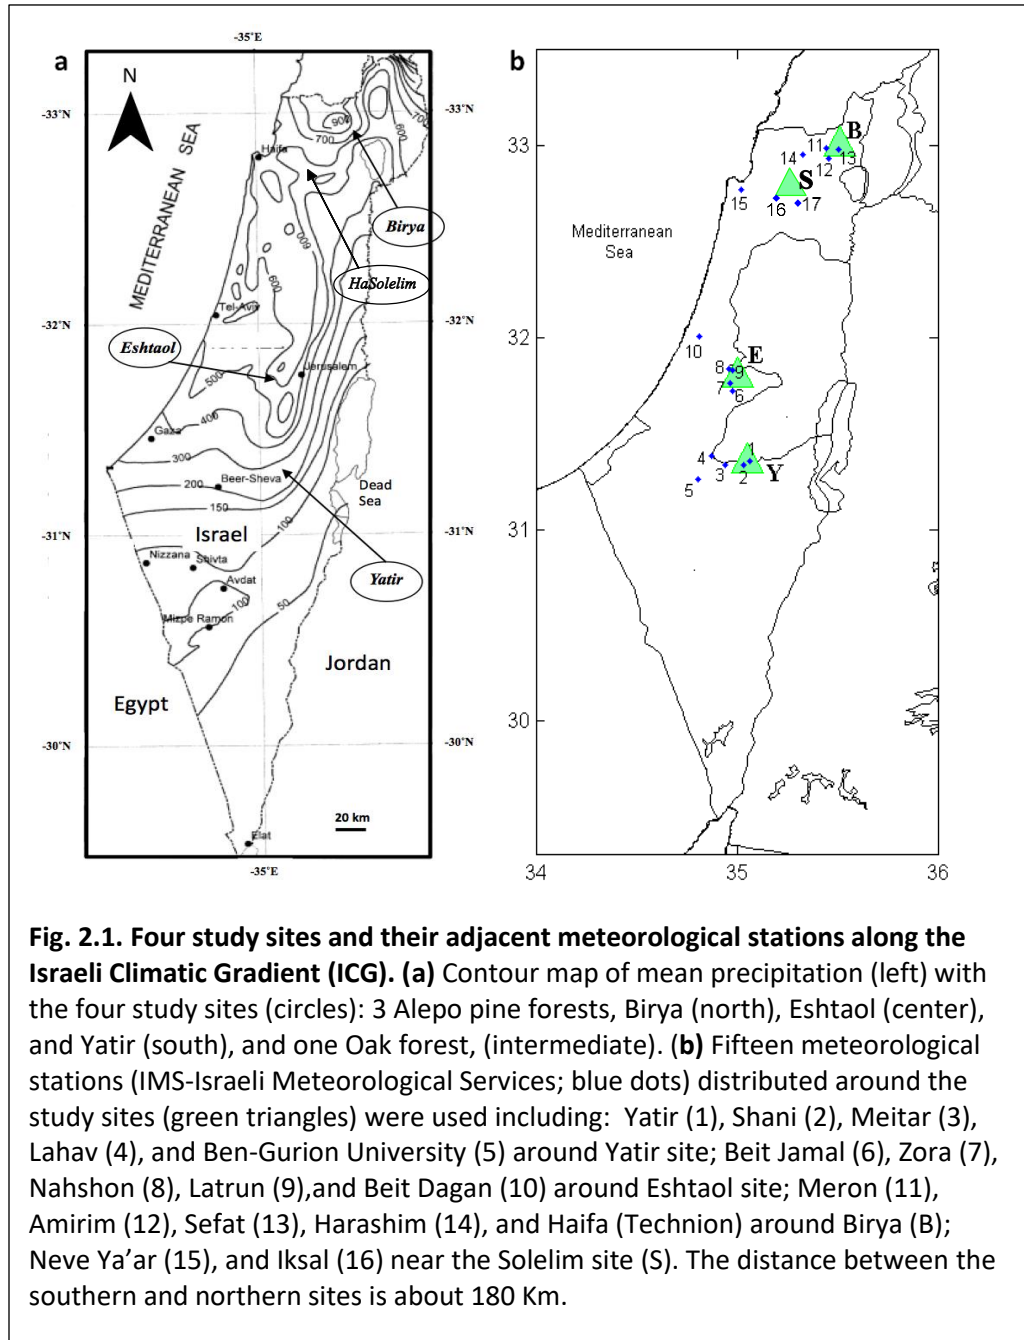 a
-35°E
b
N
-33°N
-33°N
900
700
600
70
MEDITERRANEAN SEA
Haifa
Birya
600
HaSolelim
600
Tel-Aviv
-32°N
-32°N
Eshtaol
Jerusalem
500
400
Gaza
300
200
Beer-Sheva
150
Dead
Sea
Israel
100
-31°N
-31°N
Nizzana
Shivta
Avdat
Yatir
100
50
Mizpe Ramon
Jordan
Egypt
-30°N
-30°N
20 km
Elat
-35°E
33
32
31
30
34
35
36
Mediterranean
Sea
B
11
13
12
14
S
15
16
17
10
E
8
9
7
6
1
4
3
2
Y
5
Fig. 2.1. Four study sites and their adjacent meteorological stations along the
Israeli Climatic Gradient (ICG). (a) Contour map of mean precipitation (left) with
the four study sites (circles): 3 Alepo pine forests, Birya (north), Eshtaol (center),
and Yatir (south), and one Oak forest, (intermediate). (b) Fifteen meteorological
stations (IMS-Israeli Meteorological Services; blue dots) distributed around the
study sites (green triangles) were used including: Yatir (1), Shani (2), Meitar (3),
Lahav (4), and Ben-Gurion University (5) around Yatir site; Beit Jamal (6), Zora (7),
Nahshon (8), Latrun (9),and Beit Dagan (10) around Eshtaol site; Meron (11),
Amirim (12), Sefat (13), Harashim (14), and Haifa (Technion) around Birya (B);
Neve Ya'ar (15), and Iksal (16) near the Solelim site (S). The distance between the
southern and northern sites is about 180 Km.